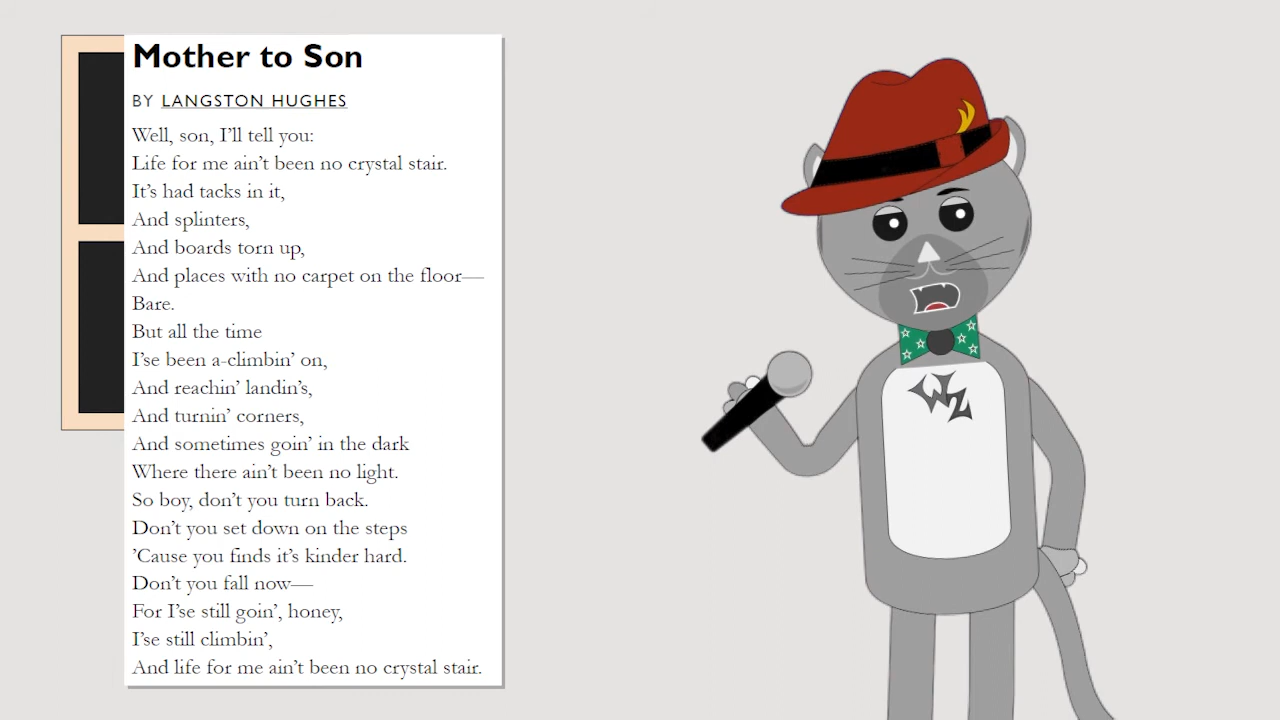 Mother to Son
BY LANGSTON HUGHES
Well, son, I’ll tell you:
Life for me ain’t been no crystal stair.
It’s had tacks in it,
And splinters,
And boards torn up,
And places with no carpet on the floor—
Bare.
But all the time
I’se been a-climbin’ on,
And reachin’ landin’s,
And turnin’ corners,
And sometimes goin’ in the dark
Where there ain’t been no light.
So boy, don’t you turn back.
Don’t you set down on the steps
’Cause you finds it’s kinder hard.
Don’t you fall now—
For I’se still goin’, honey,
I’se still climbin’,
And life for me ain’t been no crystal stair.
WZ